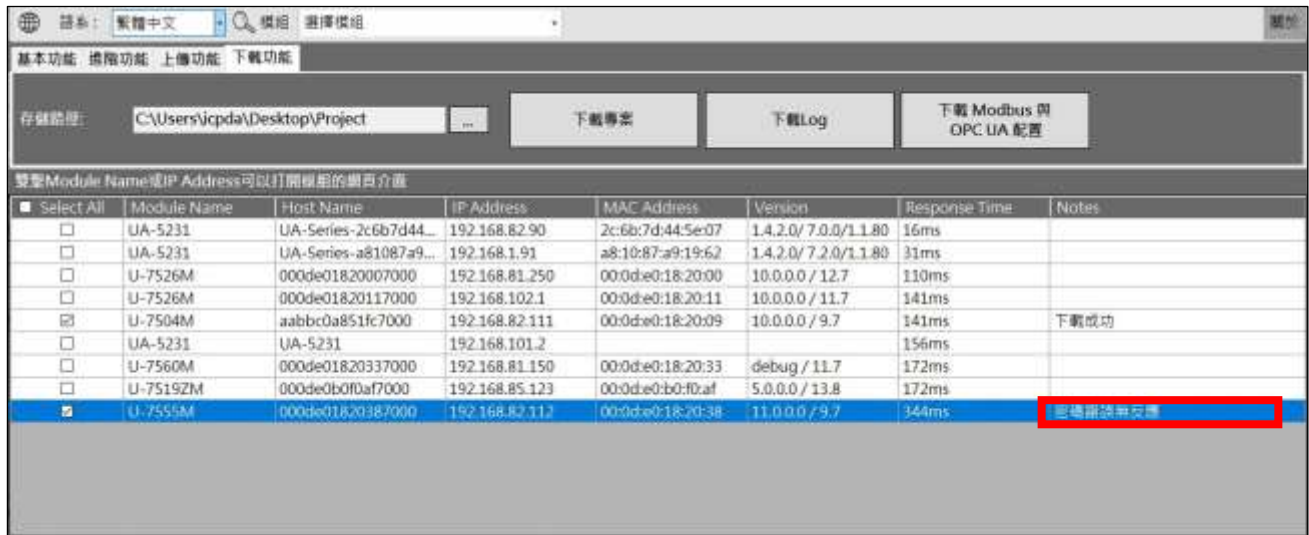 語系: 繁體中文 模組 選擇模組 關於
基本功能 進階功能 上傳功能 下載功能
存儲路徑: C:\Users\icpda\Desktop\Project ... 下載專案 下載Log 下載 Modbus 與
OPC UA 配置
雙擊Module Name或IP Address可以打開模組的網頁介面
Select All Module Name Host Name IP Address MAC Address Version Response Time Notes
UA-5231 UA-Series-2c6b7d44... 192.168.82.90 2c:6b:7d:44:5e:07 1.4.2.0/ 7.0.0/1.1.80 16ms
UA-5231 UA-Series-a81087a9... 192.168.1.91 a8:10:87:a9:19:62 1.4.2.0/ 7.2.0/1.1.80 31ms
U-7526M 000de01820007000 192.168.81.250 00:0d:e0:18:20:00 10.0.0.0 / 12.7 110ms
U-7526M 000de01820117000 192.168.102.1 00:0d:e0:18:20:11 10.0.0.0 / 11.7 141ms
U-7504M aabbc0a851fc7000 192.168.82.111 00:0d:e0:18:20:09 10.0.0.0 / 9.7 141ms 下載成功
UA-5231 UA-5231 192.168.101.2 156ms
U-7560M 000de01820337000 192.168.81.150 00:0d:e0:18:20:33 debug / 11.7 172ms
U-7519ZM 000de0b0f0af7000 192.168.85.123 00:0d:e0:b0:f0:af 5.0.0.0 / 13.8 172ms
U-7555M 000de01820387000 192.168.82.112 00:0d:e0:18:20:38 11.0.0.0 / 9.7 344ms 密碼錯誤無反應